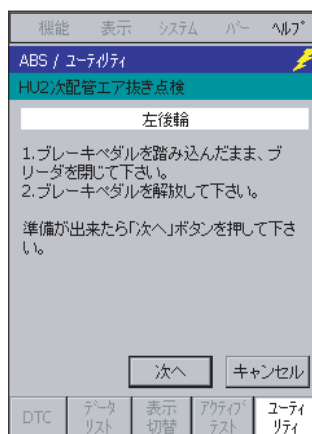 機能 表示 システム バー ヘルプ
ABS / ユーティリティ
HU2次配管エア抜き点検
左後輪
1.ブレーキペダルを踏み込んだまま、ブ
リーダを閉じて下さい。
2.ブレーキペダルを解放して下さい。
準備が出来たら「次へ」ボタンを押して下さ
い。
次へ キャンセル
DTC データ 表示 アクティブ ユーティ
リスト 切替 テスト リティ